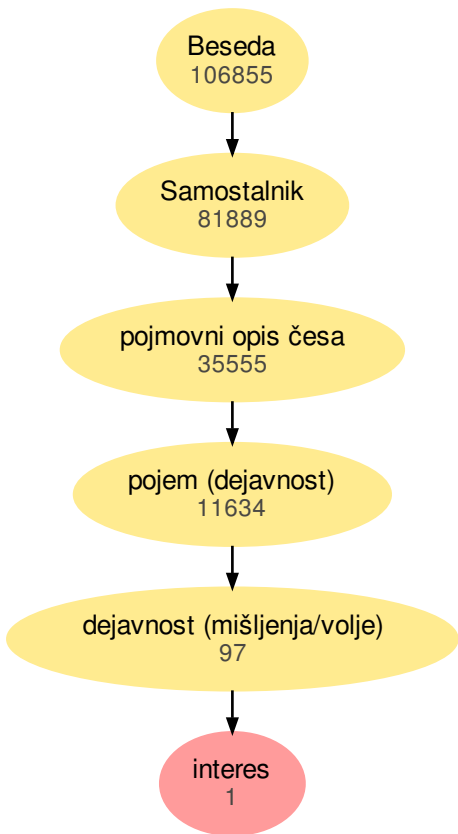 Beseda
106855
Samostalnik
81889
pojmovni opis česa
35555
pojem (dejavnost)
11634
dejavnost (mišljenja/volje)
97
interes
1